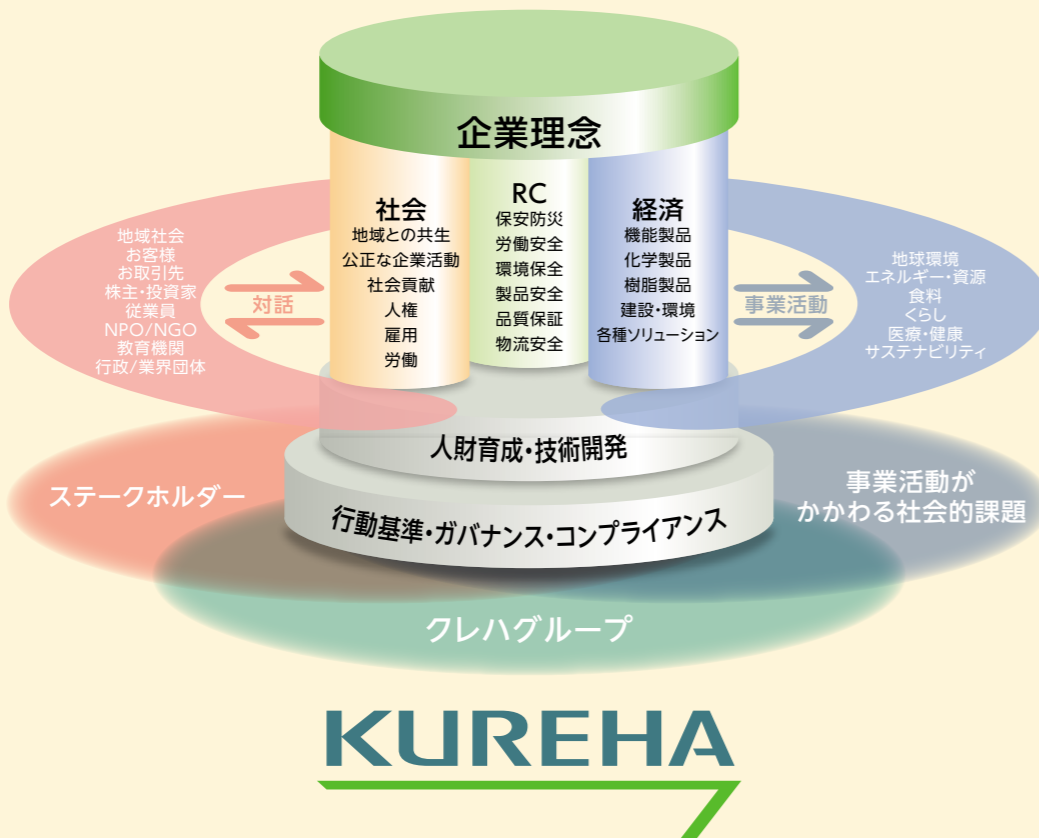 企業理念
社会
地域との共生
公正な企業活動
社会貢献
人権
雇用
労働
RC
保安防災
労働安全
環境保全
製品安全
品質保証
物流安全
経済
機能製品
化学製品
樹脂製品
建設・環境
各種ソリューション
地域社会
お客様
お取引先
株主・投資家
従業員
NPO/NGO
教育機関
行政/業界団体
対話
事業活動
地球環境
エネルギー・資源
食料
くらし
医療・健康
サステナビリティ
人財育成・技術開発
行動基準・ガバナンス・コンプライアンス
ステークホルダー
事業活動が
かかわる社会的課題
クレハグループ
KUREHA